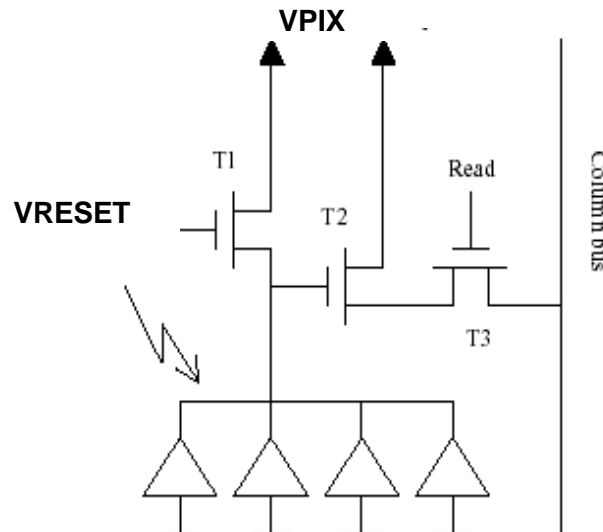 VPIX
T1
Read
VRESET
T2
Column bus
T3